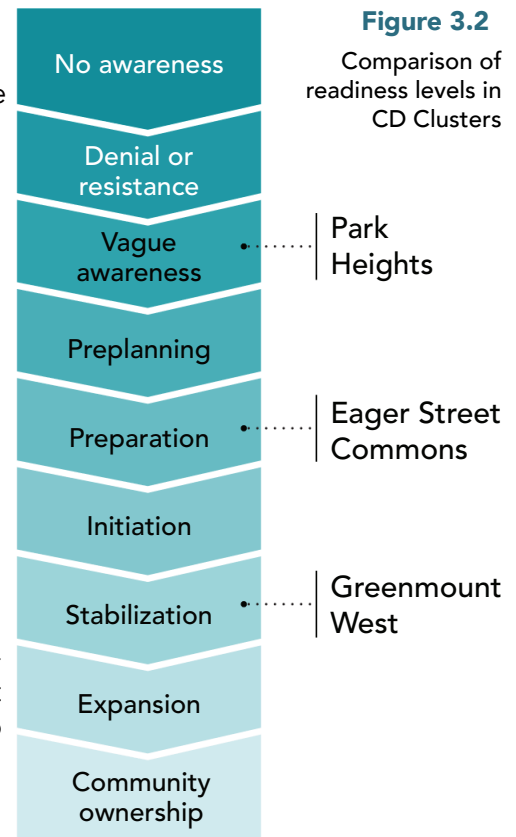 Figure 3.2
Comparison of
readiness levels in
CD Clusters
No awareness
Denial or
resistance
Vague
awareness
Park
Heights
Preplanning
Preparation
Eager Street
Commons
Initiation
Stabilization
Greenmount
West
Expansion
Community
ownership